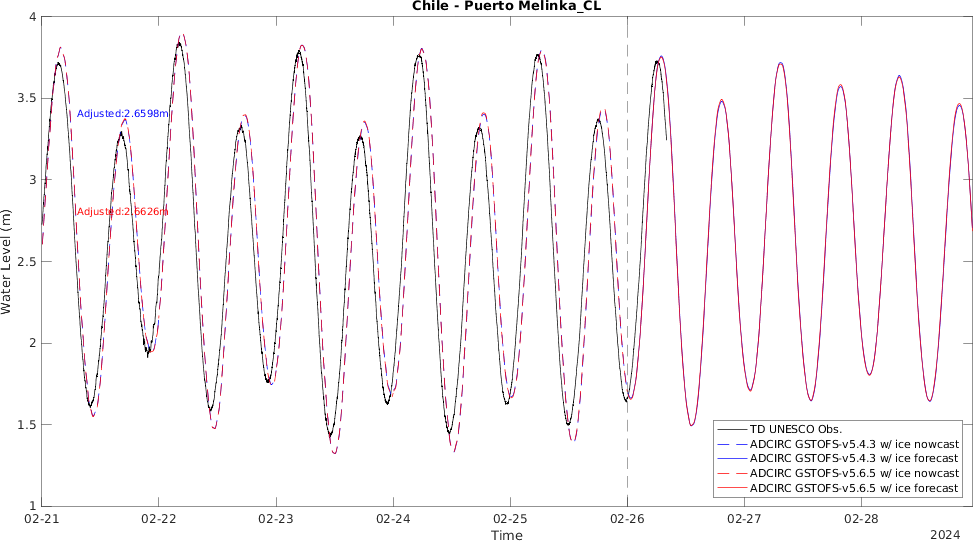 Chile - Puerto Melinka_CL
4
3.5
3
2.5
2
1.5
1
Water Level (m)
Adjusted:2.6598m
Adjusted:2.6626m
TD UNESCO Obs.
ADCIRC GSTOFS-v5.4.3 w/ ice nowcast
ADCIRC GSTOFS-v5.4.3 w/ ice forecast
ADCIRC GSTOFS-v5.6.5 w/ ice nowcast
ADCIRC GSTOFS-v5.6.5 w/ ice forecast
02-21 02-22 02-23 02-24 02-25 02-26 02-27 02-28
Time
2024